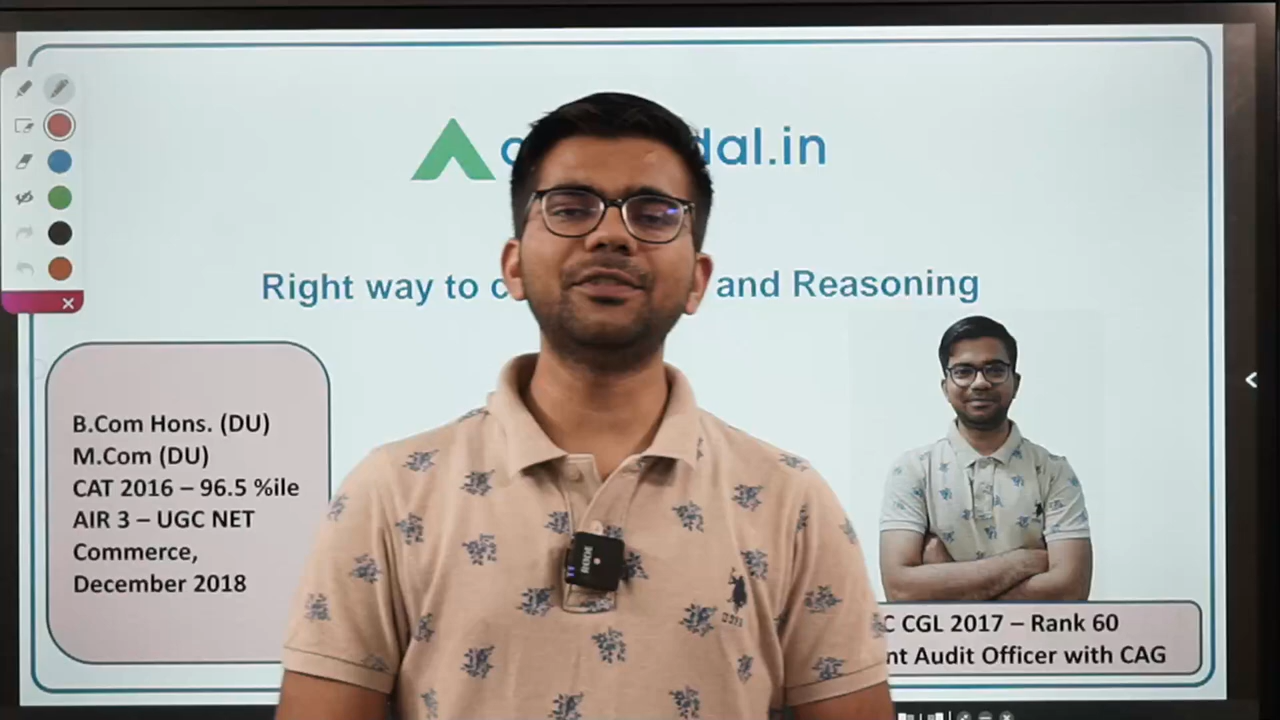 dal.in
Right way to and Reasoning
B.Com Hons. (DU)
M.Com (DU)
CAT 2016 – 96.5 %ile
AIR 3 – UGC NET
Commerce,
December 2018
CGL 2017 – Rank 60
Audit Officer with CAG
RODE